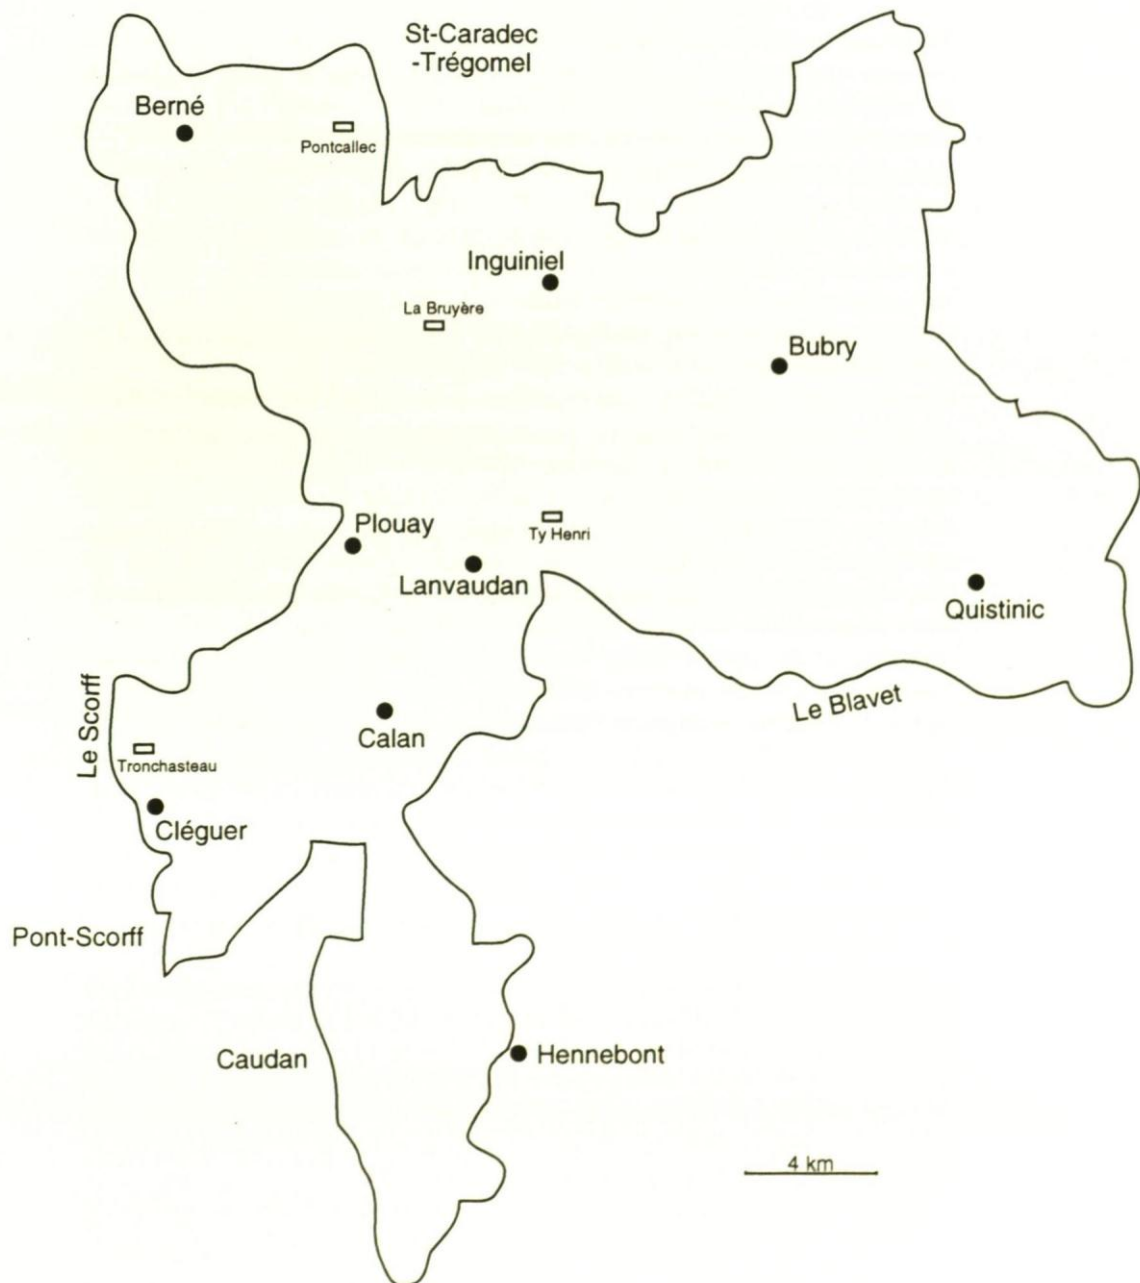 St-Caradec
-Trégomel
Berné
Pontcallec
Inguiniel
La Bruyère
Bubry
Plouay
Ty Henri
Lanvaudan
Quistinic
Le Scorff
Le Blavet
Calan
Tronchasteau
Cléguer
Pont-Scorff
Caudan
Hennebont
4 km